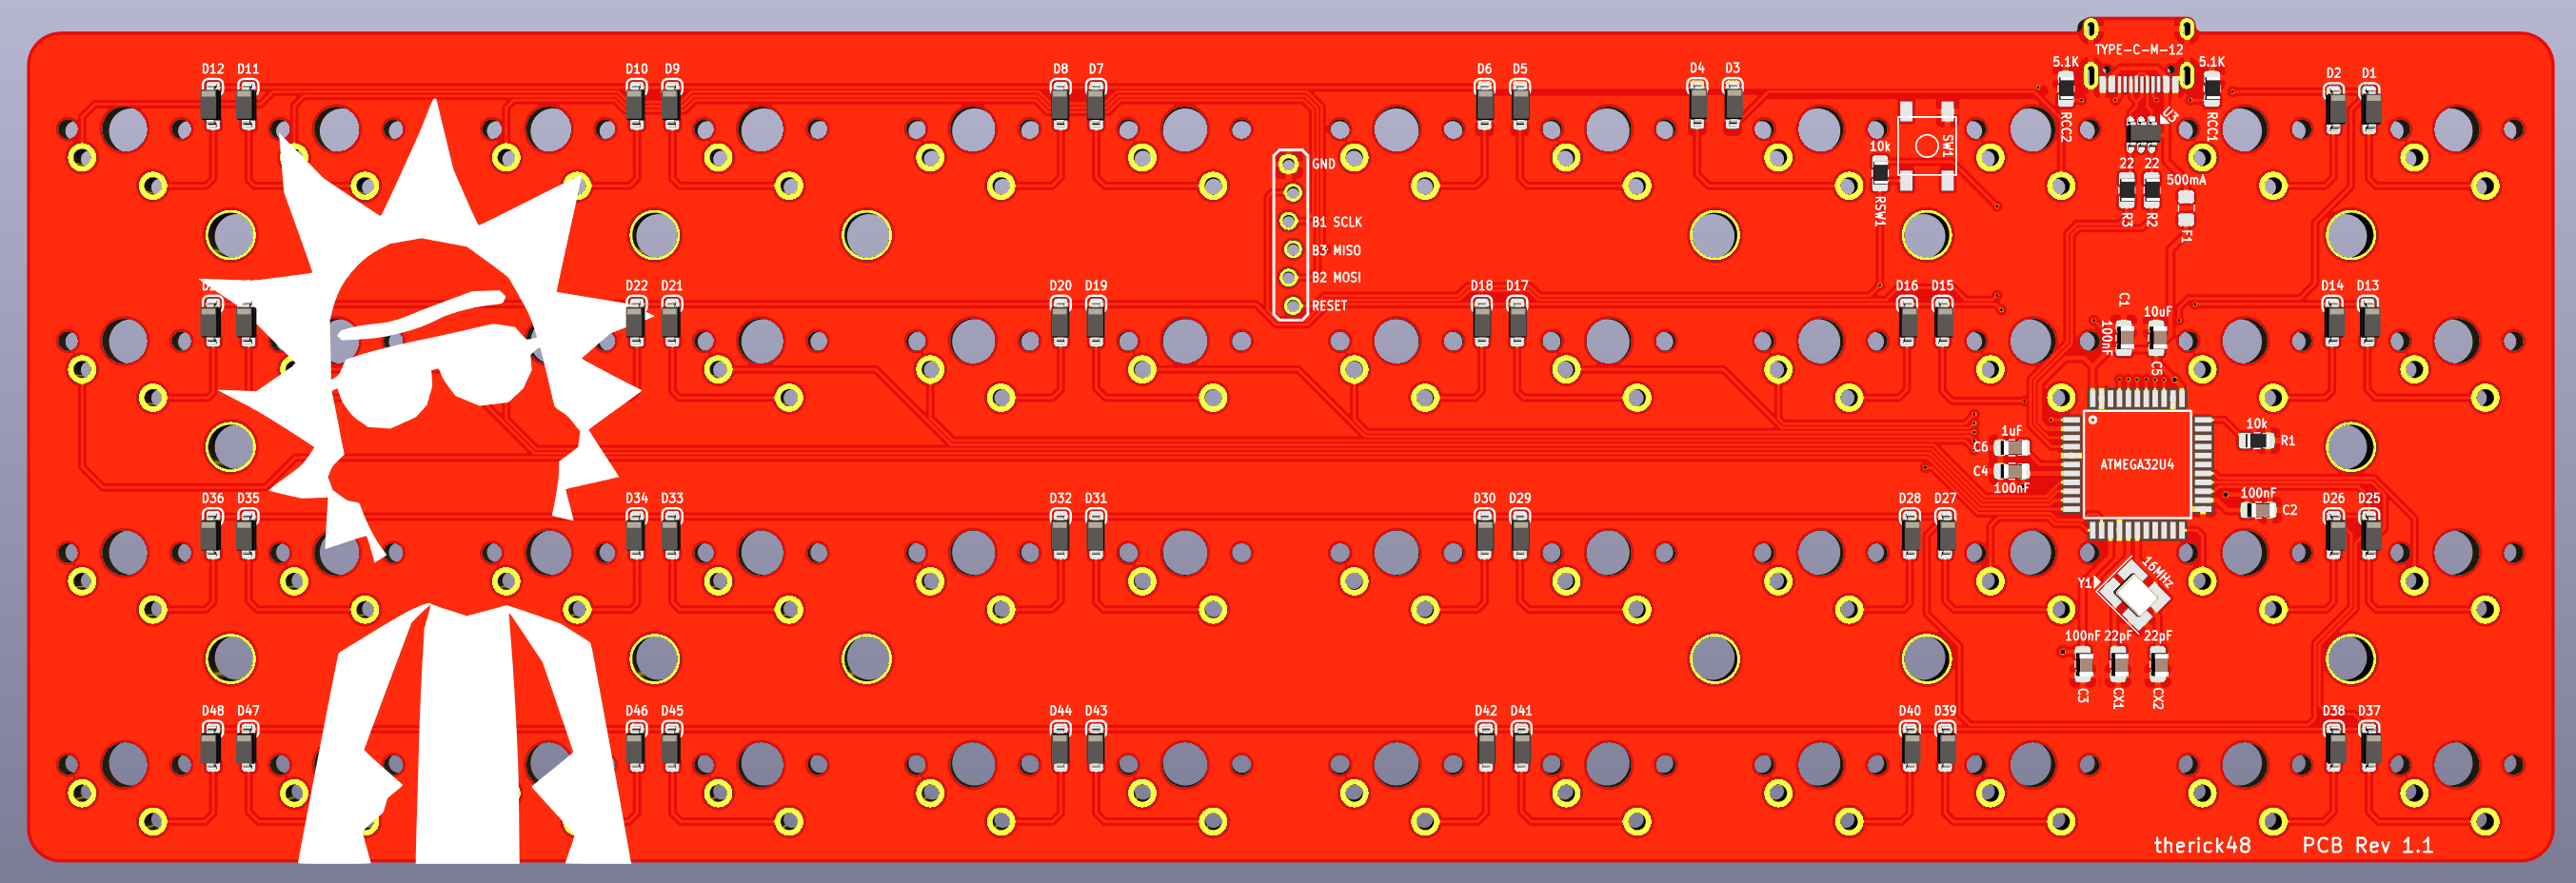 TYPE-C-M-12
D12 D11 D10 D9 D8 D7 D6 D5 D4 D3 5.1K 5.1K D2 D1
RCC2 U3 RCC1
10k SW1
RSW1
22 22 500mA
R3 R2 F1
GND
B1 SCLK
B3 MISO
B2 MOSI
RESET
D22 D21 D20 D19 D18 D17 D16 D15 D14 D13
C1 10uF
100nF C5
1uF
C6
C4
100nF
ATMEGA32U4
10k
R1
100nF
C2
D36 D35 D34 D33 D32 D31 D30 D29 D28 D27 D26 D25
Y1 16MHz
100nF 22pF 22pF
C3 CX1 CX2
D48 D47 D46 D45 D44 D43 D42 D41 D40 D39 D38 D37
therick48 PCB Rev 1.1